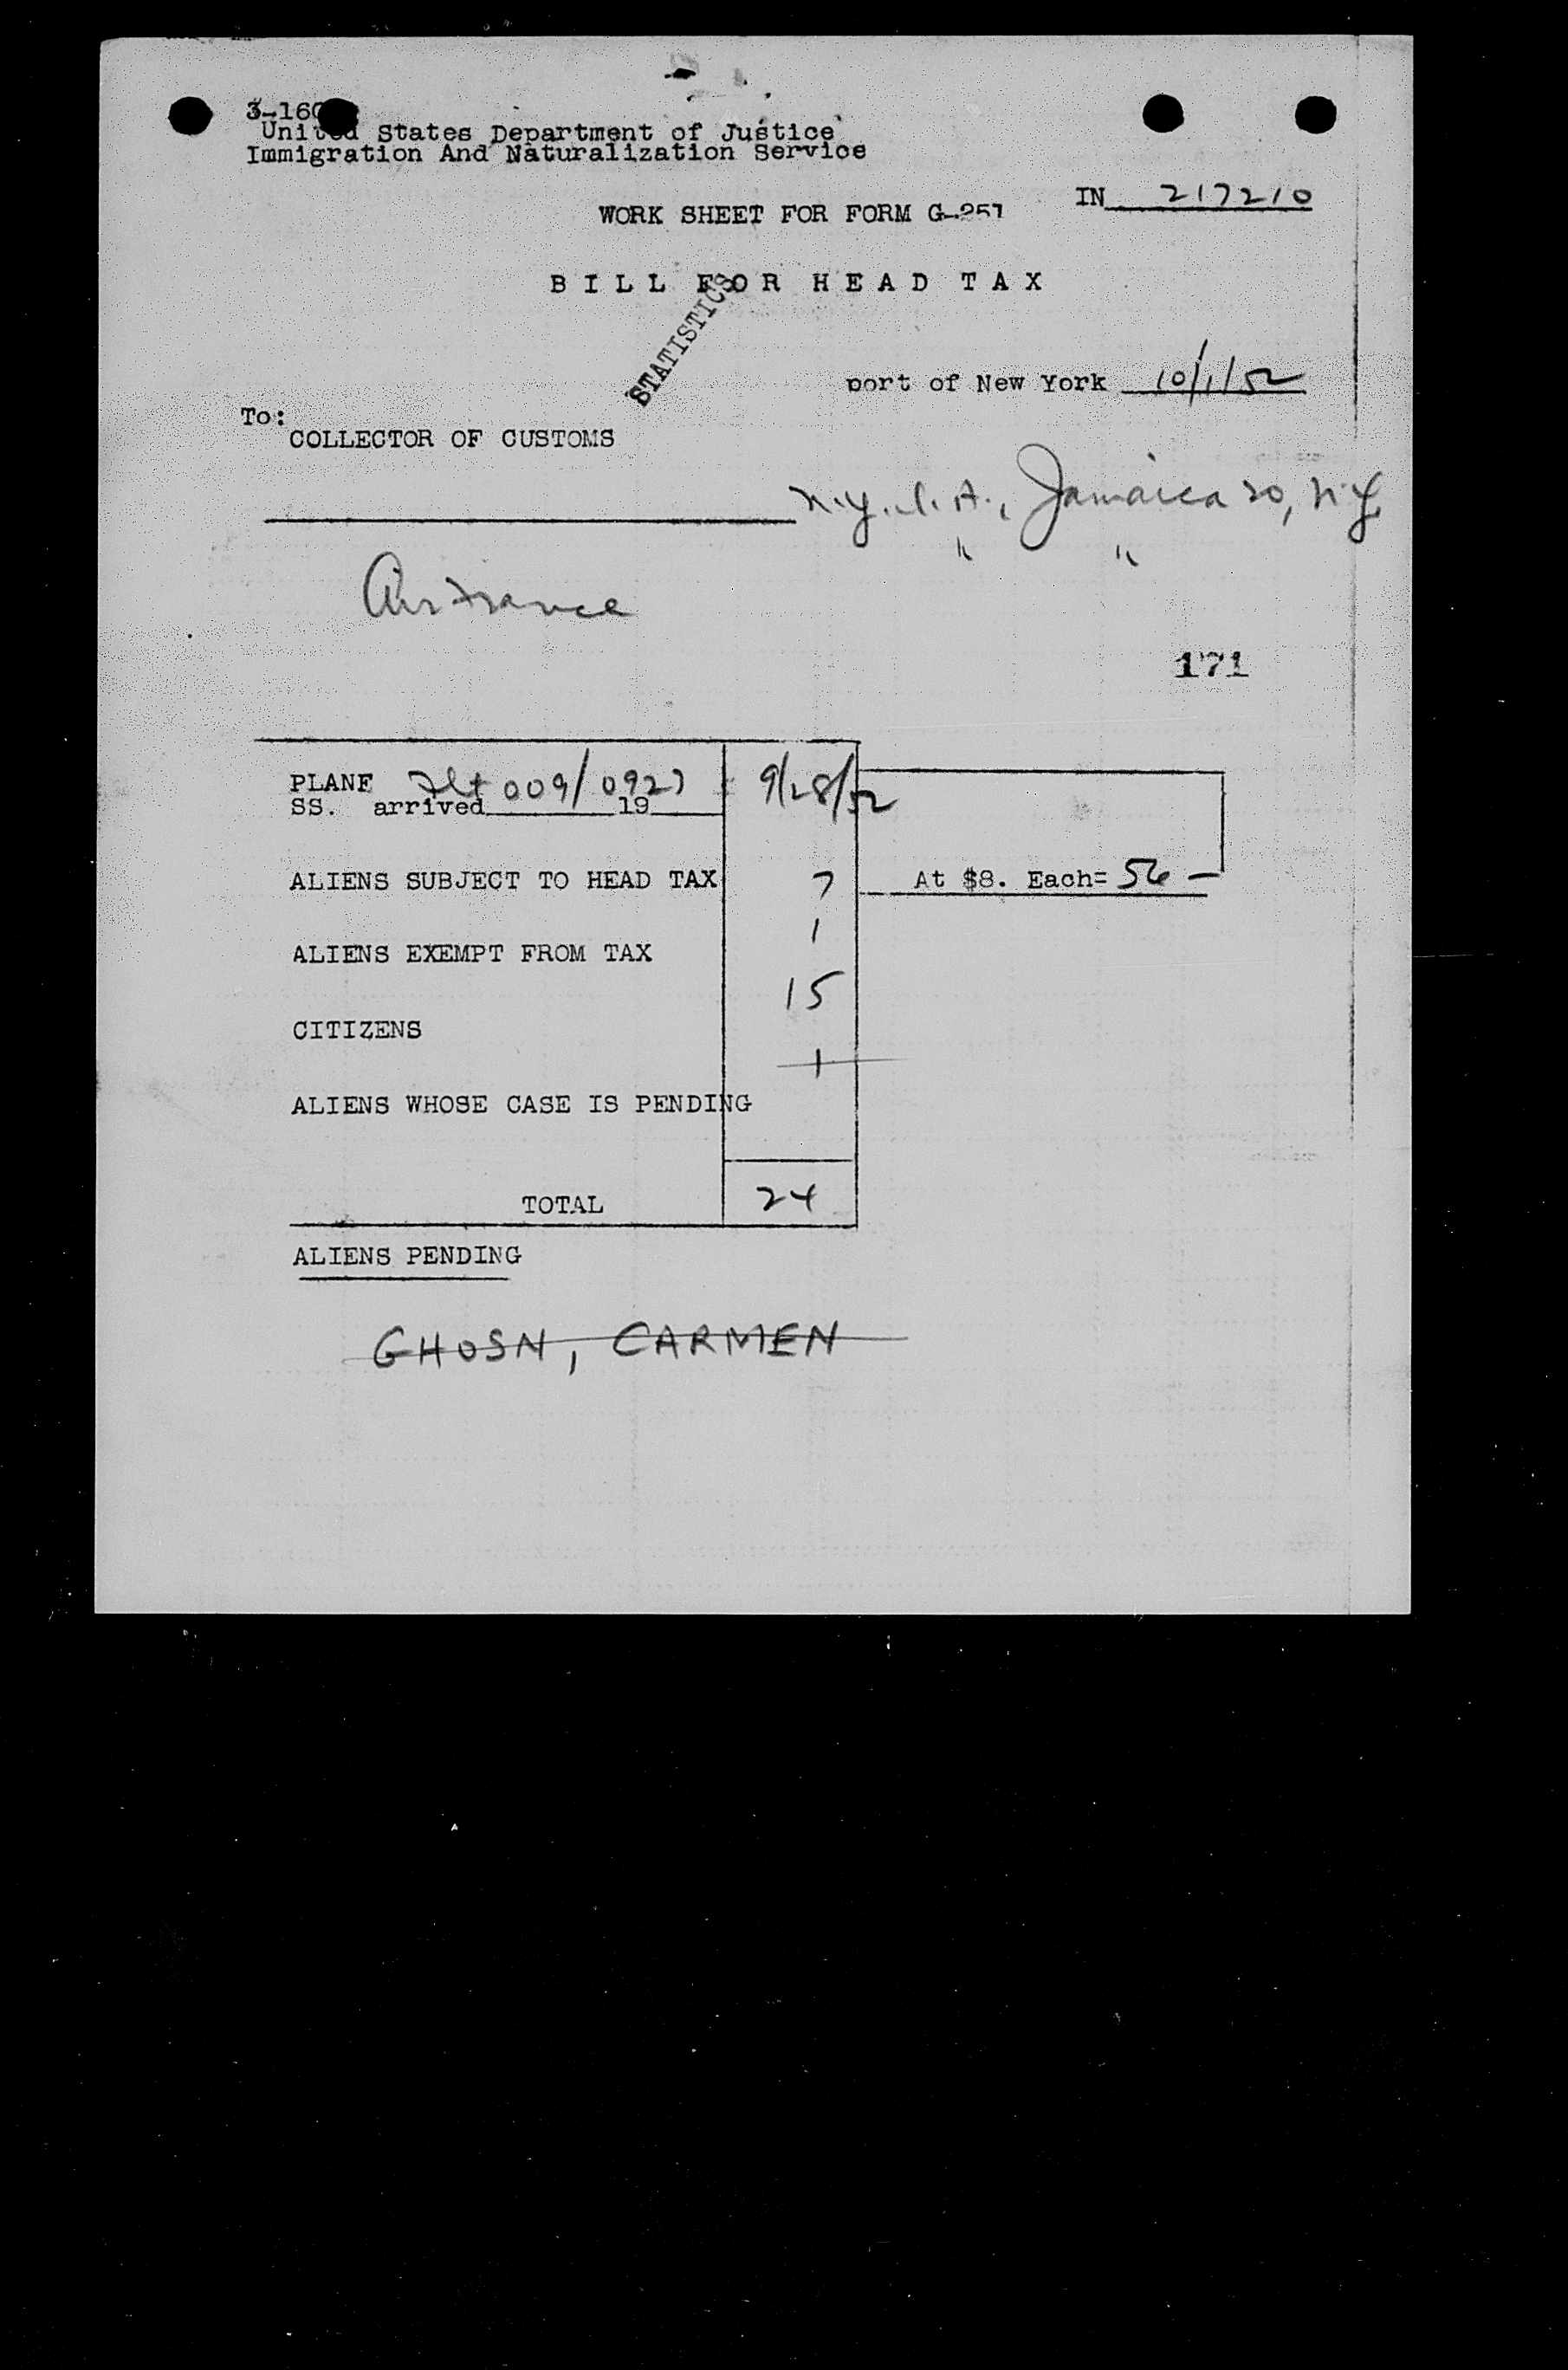 3-160
United States Department of Justice
Immigration And Naturalization Service
IN 217210
WORK SHEET FOR FORM G-251
BILL FOR HEAD TAX
STATISTICS
port of New York 10/1/52
To:
COLLECTOR OF CUSTOMS
N.Y.I.A., Jamaica 20, N.Y.
" "
Air France
171
PLANE Flt 009/0927 9/28/52
SS. arrived 19
ALIENS SUBJECT TO HEAD TAX 7 At $8. Each= 56 —
ALIENS EXEMPT FROM TAX 1
CITIZENS 15
ALIENS WHOSE CASE IS PENDING 1
TOTAL 24
ALIENS PENDING
GHOSN, CARMEN